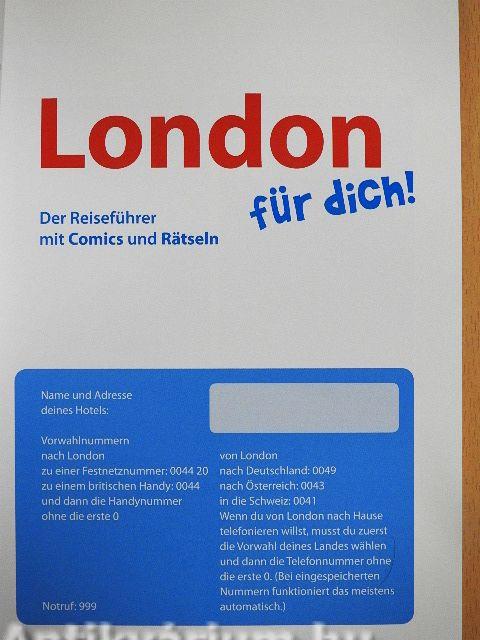 London
für dich!
Der Reiseführer
mit Comics und Rätseln
Name und Adresse
deines Hotels:
Vorwahlnummern
nach London
zu einer Festnetznummer: 0044 20
zu einem britischen Handy: 0044
und dann die Handynummer
ohne die erste 0
von London
nach Deutschland: 0049
nach Österreich: 0043
in die Schweiz: 0041
Wenn du von London nach Hause
telefonieren willst, musst du zuerst
die Vorwahl deines Landes wählen
und dann die Telefonnummer ohne
die erste 0. (Bei eingespeicherten
Nummern funktioniert das meistens
automatisch.)
Notruf: 999
Antikvárium.hu